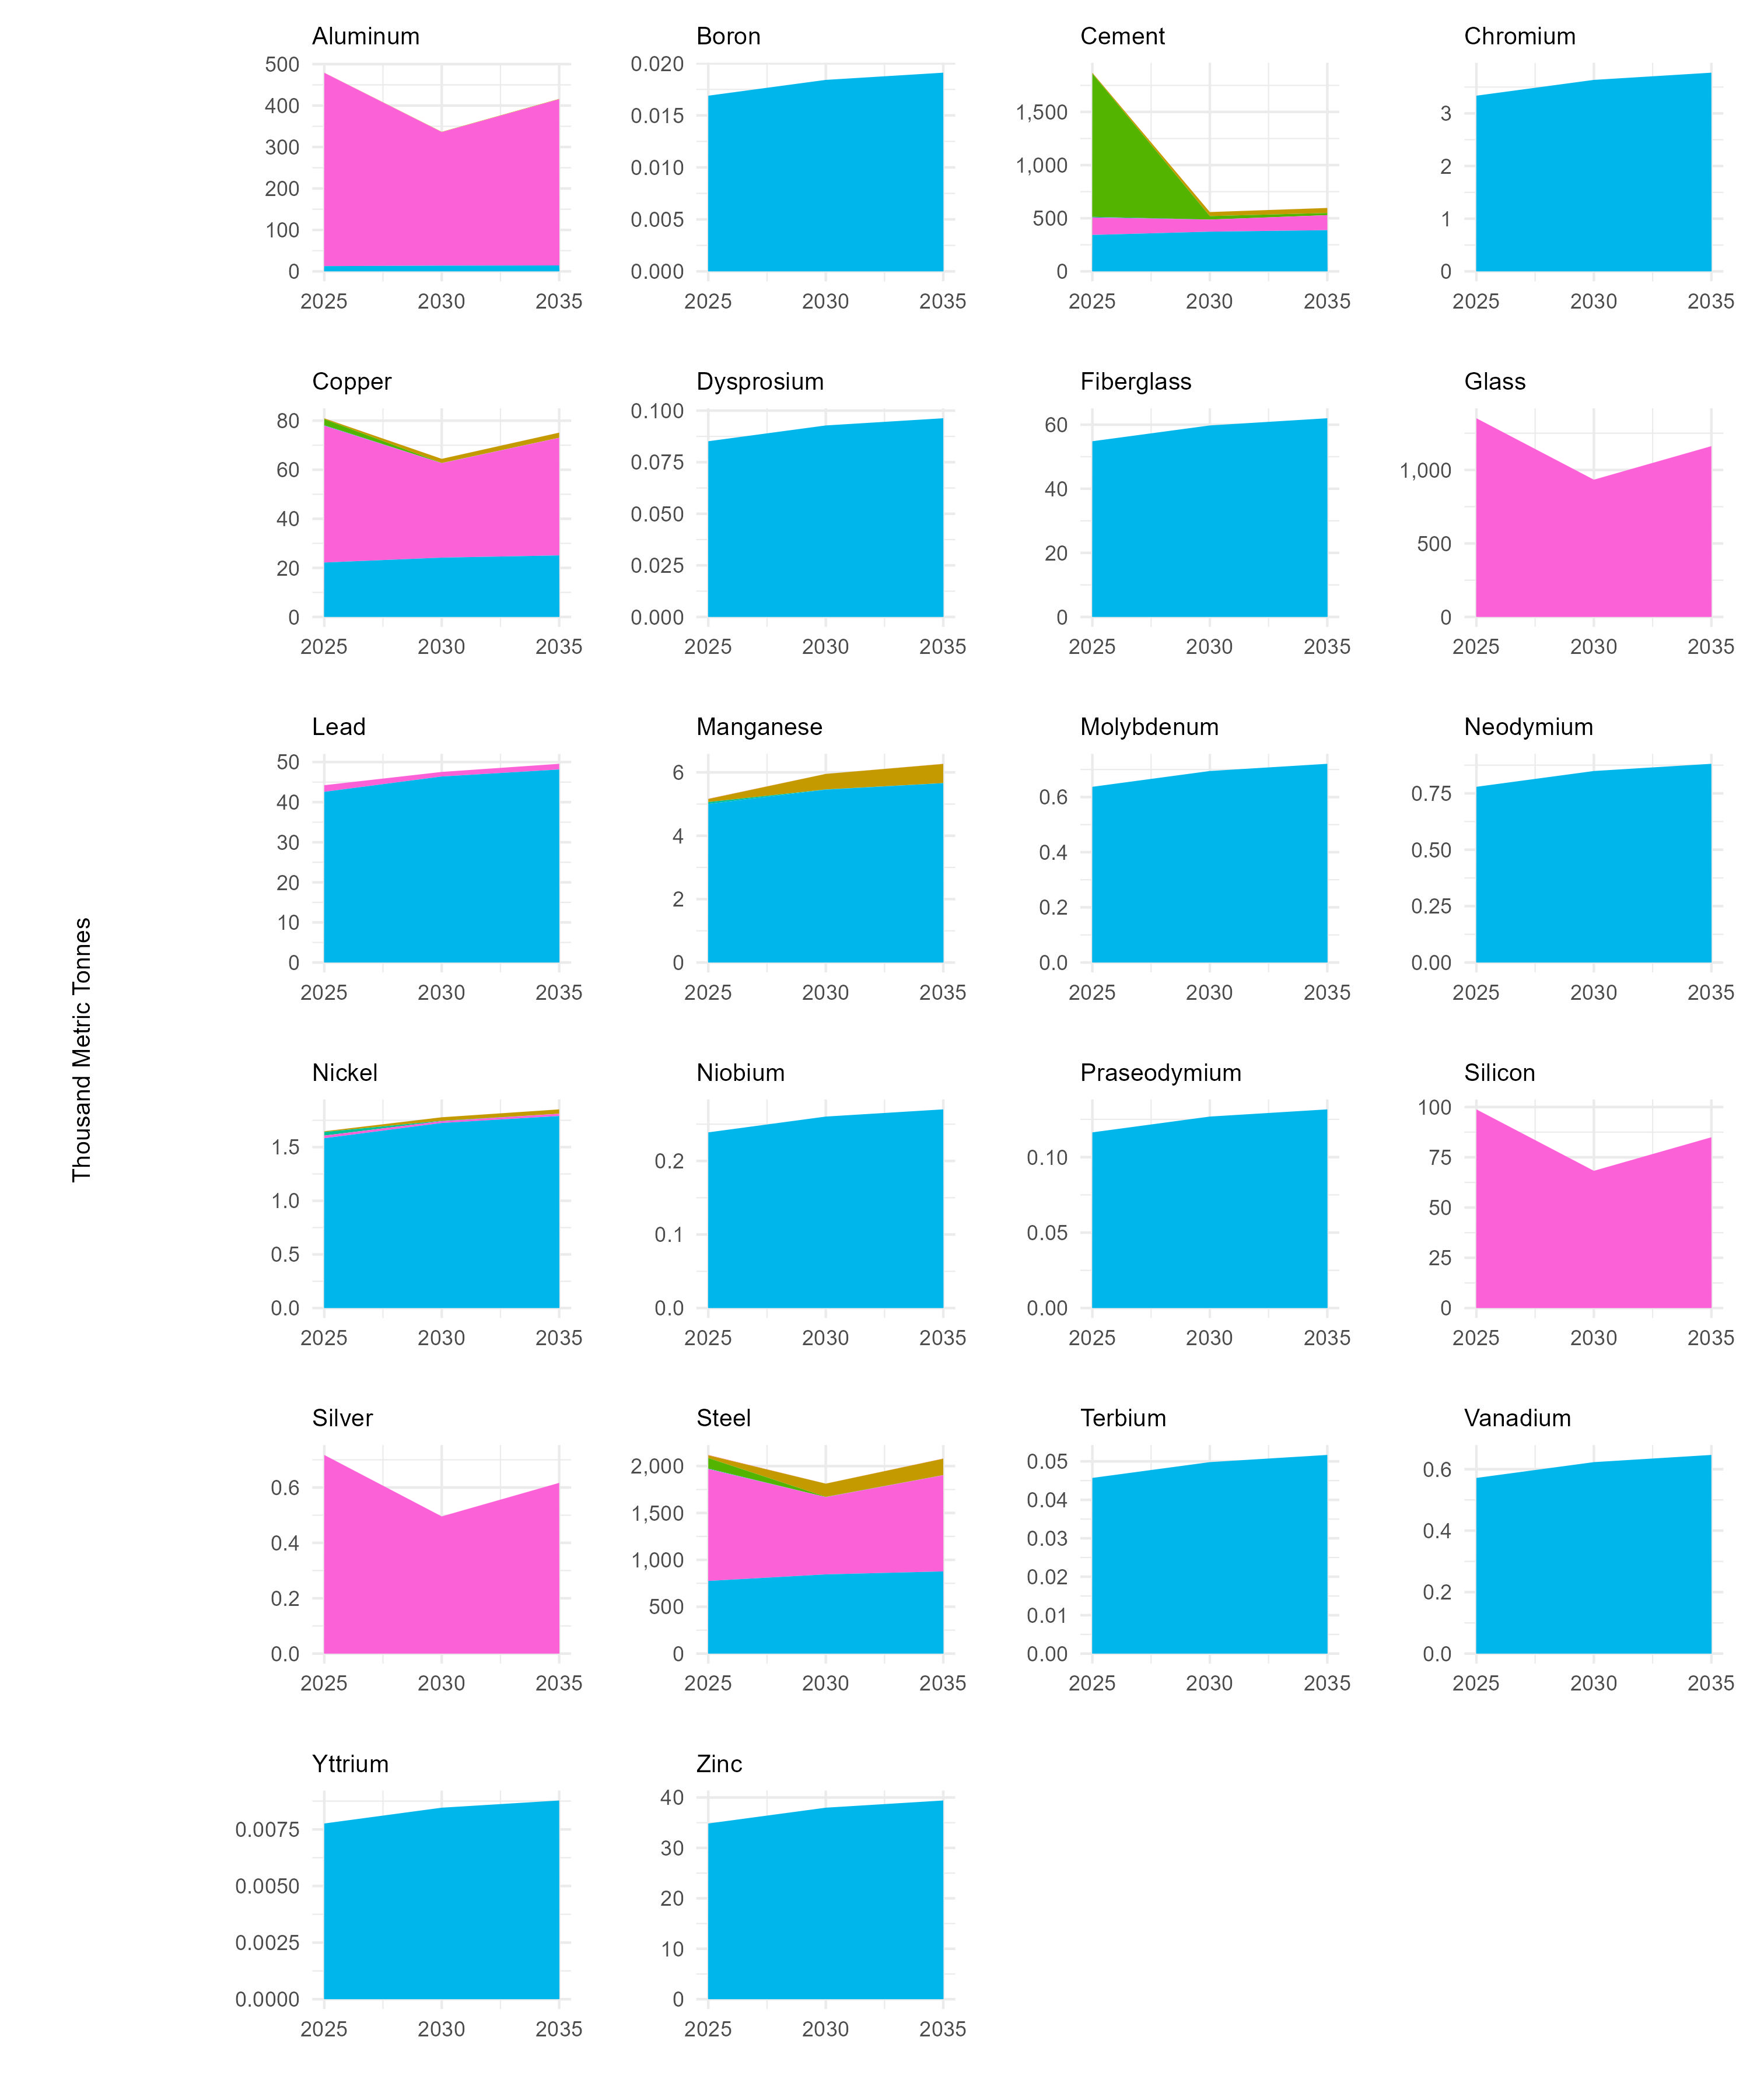 Thousand Metric Tonnes
Aluminum
500
400
300
200
100
0
2025 2030 2035
Boron
0.020
0.015
0.010
0.005
0.000
2025 2030 2035
Cement
1,500
1,000
500
0
2025 2030 2035
Chromium
3
2
1
0
2025 2030 2035
Copper
80
60
40
20
0
2025 2030 2035
Dysprosium
0.100
0.075
0.050
0.025
0.000
2025 2030 2035
Fiberglass
60
40
20
0
2025 2030 2035
Glass
1,000
500
0
2025 2030 2035
Lead
50
40
30
20
10
0
2025 2030 2035
Manganese
6
4
2
0
2025 2030 2035
Molybdenum
0.6
0.4
0.2
0.0
2025 2030 2035
Neodymium
0.75
0.50
0.25
0.00
2025 2030 2035
Nickel
1.5
1.0
0.5
0.0
2025 2030 2035
Niobium
0.2
0.1
0.0
2025 2030 2035
Praseodymium
0.10
0.05
0.00
2025 2030 2035
Silicon
100
75
50
25
0
2025 2030 2035
Silver
0.6
0.4
0.2
0.0
2025 2030 2035
Steel
2,000
1,500
1,000
500
0
2025 2030 2035
Terbium
0.05
0.04
0.03
0.02
0.01
0.00
2025 2030 2035
Vanadium
0.6
0.4
0.2
0.0
2025 2030 2035
Yttrium
0.0075
0.0050
0.0025
0.0000
2025 2030 2035
Zinc
40
30
20
10
0
2025 2030 2035